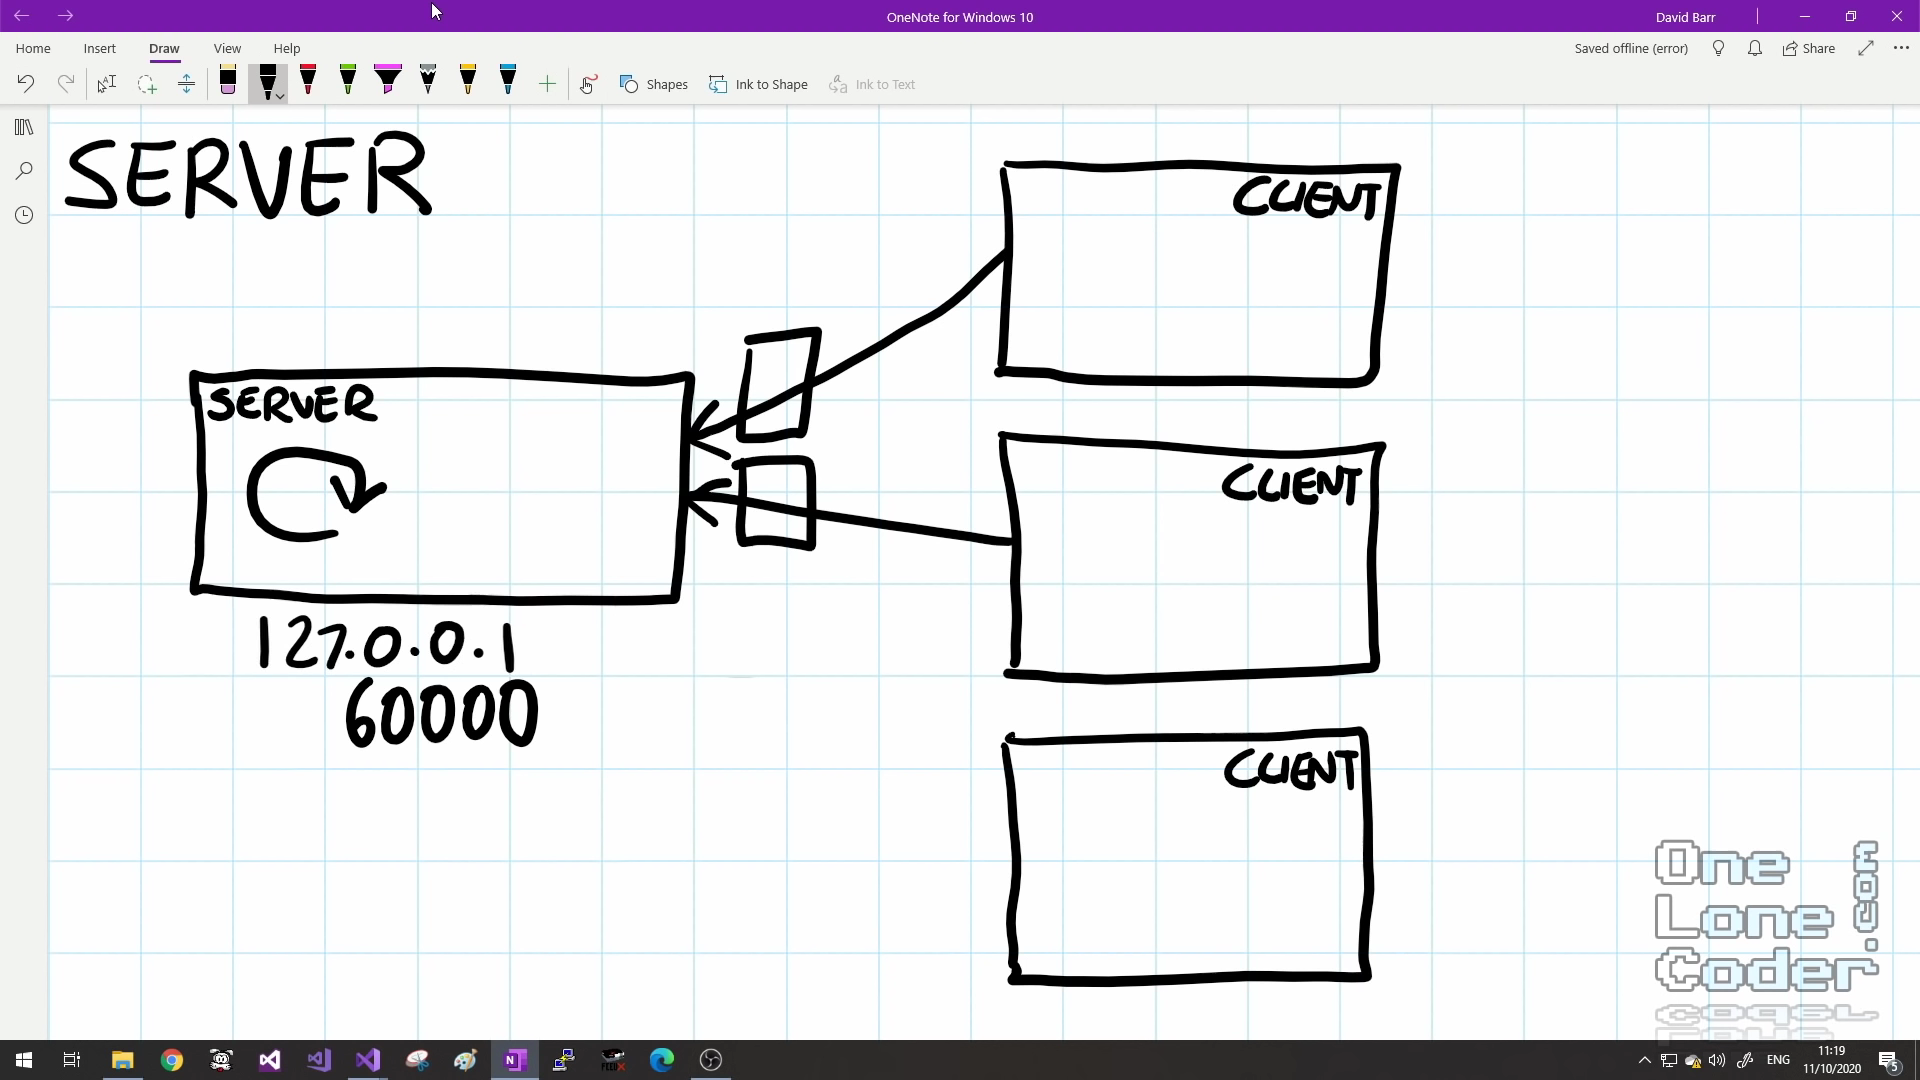 OneNote for Windows 10
David Barr
Home Insert Draw View Help
Saved offline (error)
Share
Shapes
Ink to Shape
Ink to Text
SERVER
CLIENT
SERVER
CLIENT
127.0.0.1
60000
CLIENT
One
Lone
Coder
.com
ENG
11:19
11/10/2020
5